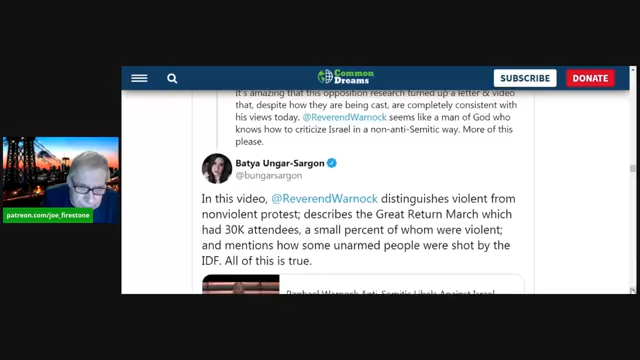 Common
Dreams
SUBSCRIBE
DONATE
It's amazing that this opposition research turned up a letter & video
that, despite how they are being cast, are completely consistent with
his views today. @ReverendWarnock seems like a man of God who
knows how to criticize Israel in a non-anti-Semitic way. More of this
please.
Batya Ungar-Sargon
@bungarsargon
In this video, @ReverendWarnock distinguishes violent from
nonviolent protest; describes the Great Return March which
had 30K attendees, a small percent of whom were violent;
and mentions how some unarmed people were shot by the
IDF. All of this is true.
Raphael Warnock Anti-Semitic Libels Against Israel
patreon.com/joe_firestone